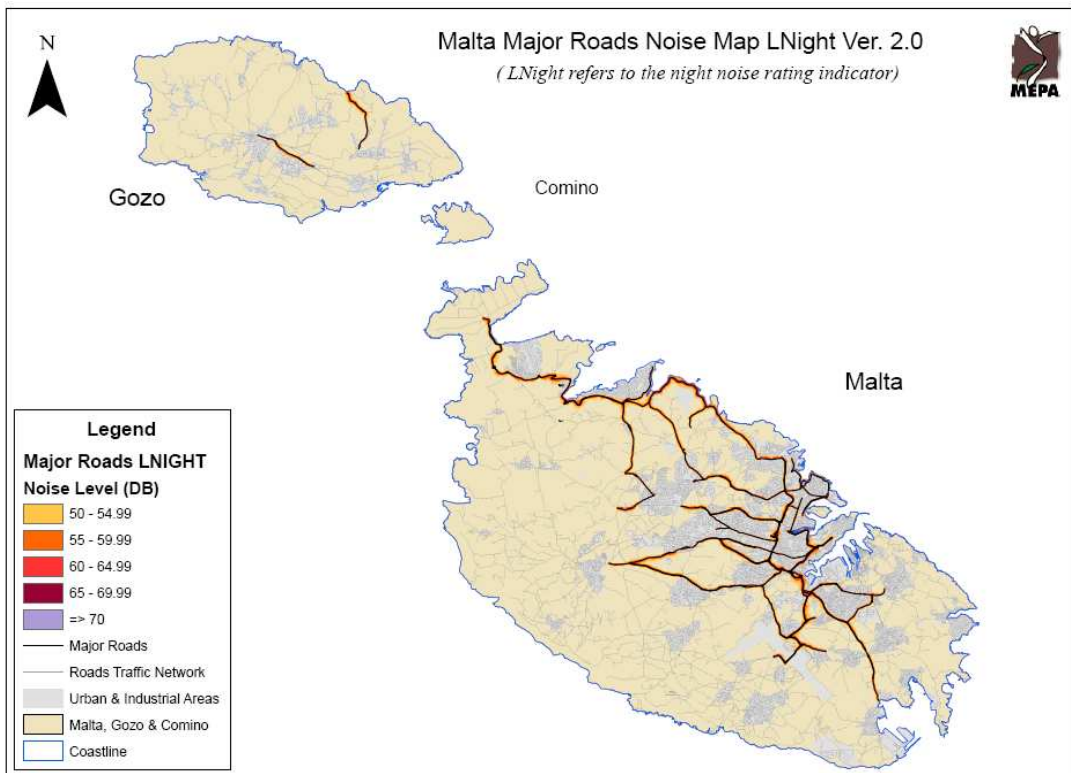 Malta Major Roads Noise Map LNight Ver. 2.0
( LNight refers to the night noise rating indicator)
N
MEPA
Gozo
Comino
Malta
Legend
Major Roads LNIGHT
Noise Level (DB)
50 - 54.99
55 - 59.99
60 - 64.99
65 - 69.99
=> 70
Major Roads
Roads Traffic Network
Urban & Industrial Areas
Malta, Gozo & Comino
Coastline